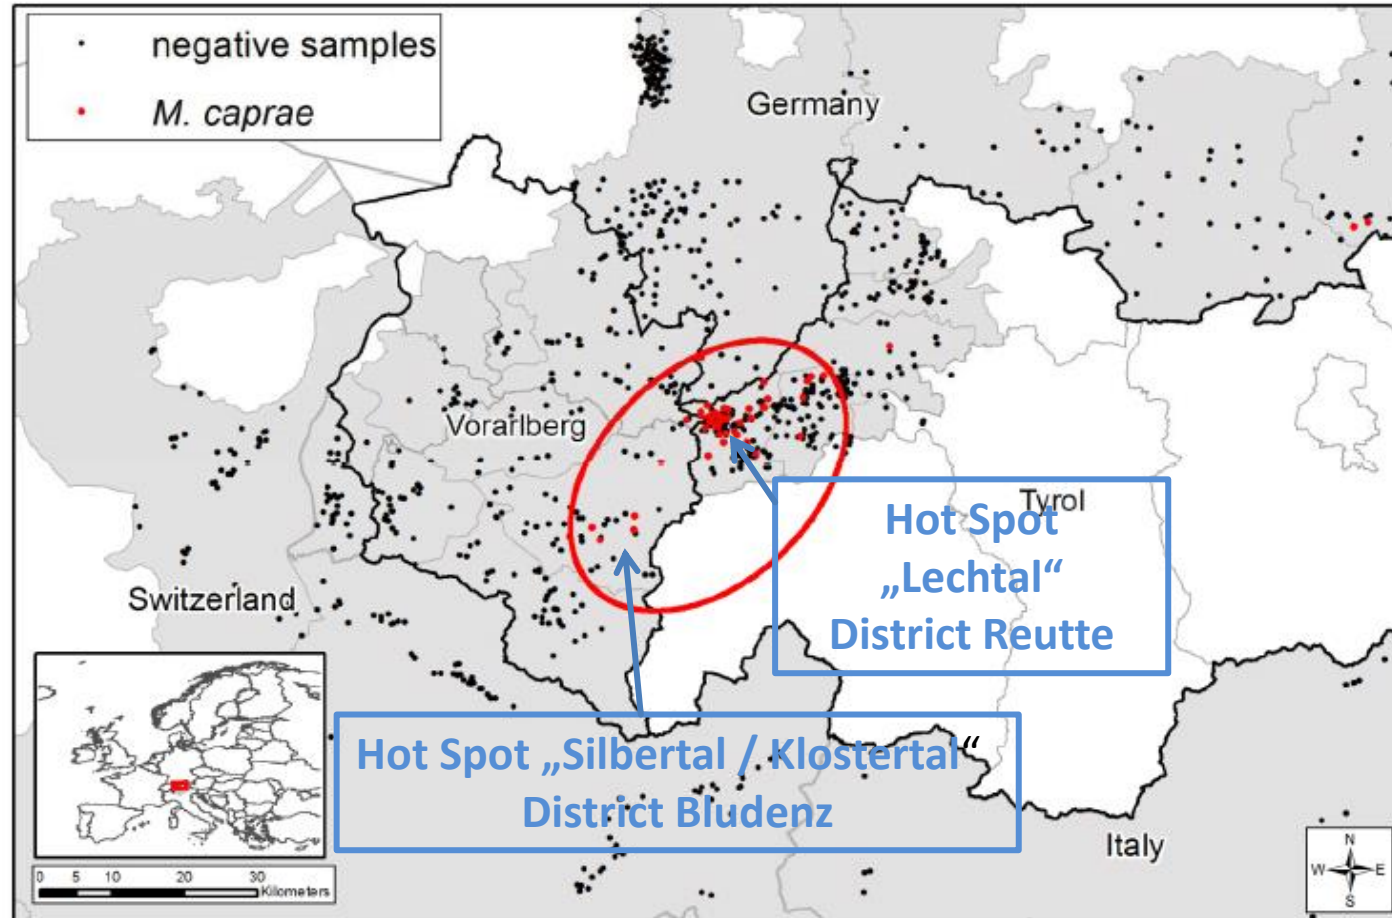 negative samples
M. caprae
Germany
Vorarlberg
Tyrol
Hot Spot
„Lechtal“
District Reutte
Switzerland
Hot Spot „Silbertal / Klostertal“
District Bludenz
Italy
0 5 10 20 30
Kilometers
N
W E
S